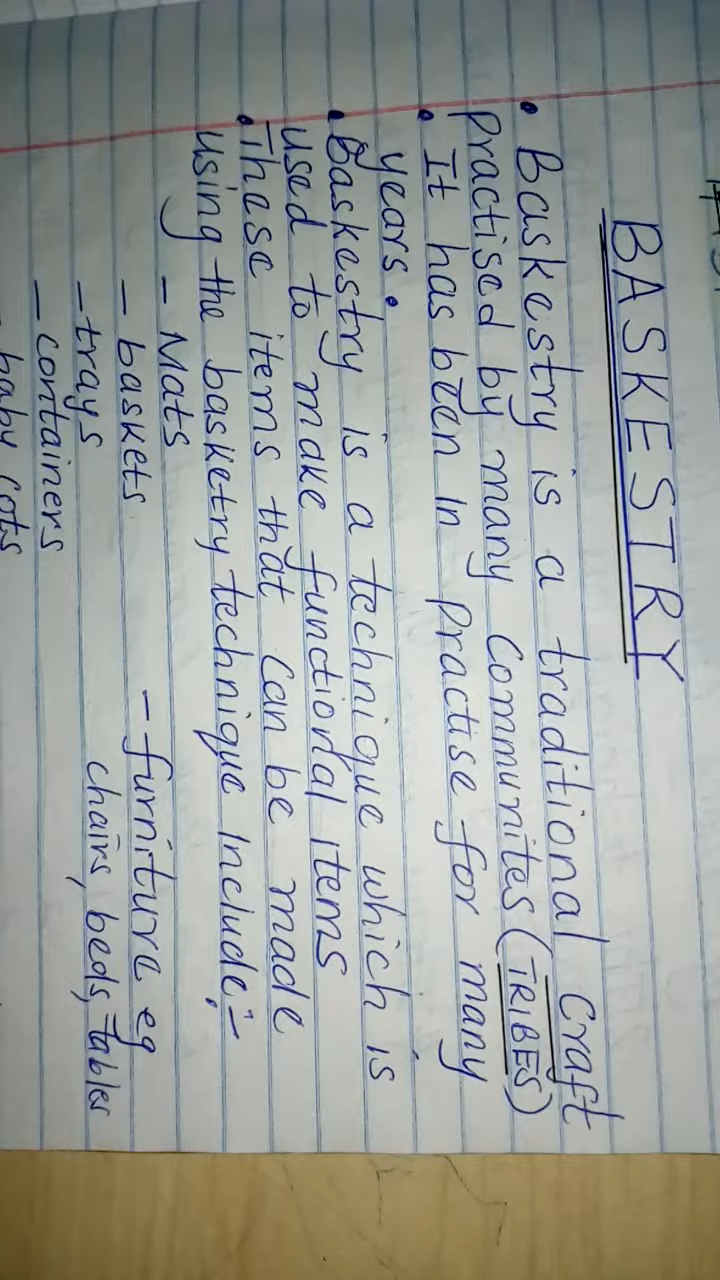 BASKESTRY
• Baskestry is a traditional Craft
Practised by many Communites (TRIBES)
• It has been in Practise for many
years.
• Baskestry is a technique which is
used to make functional items
• These items that can be made
using the basketry technique Include:-
- Mats
- baskets
- trays
- containers
- baby cots
- furniture eg
chairs, beds, tables